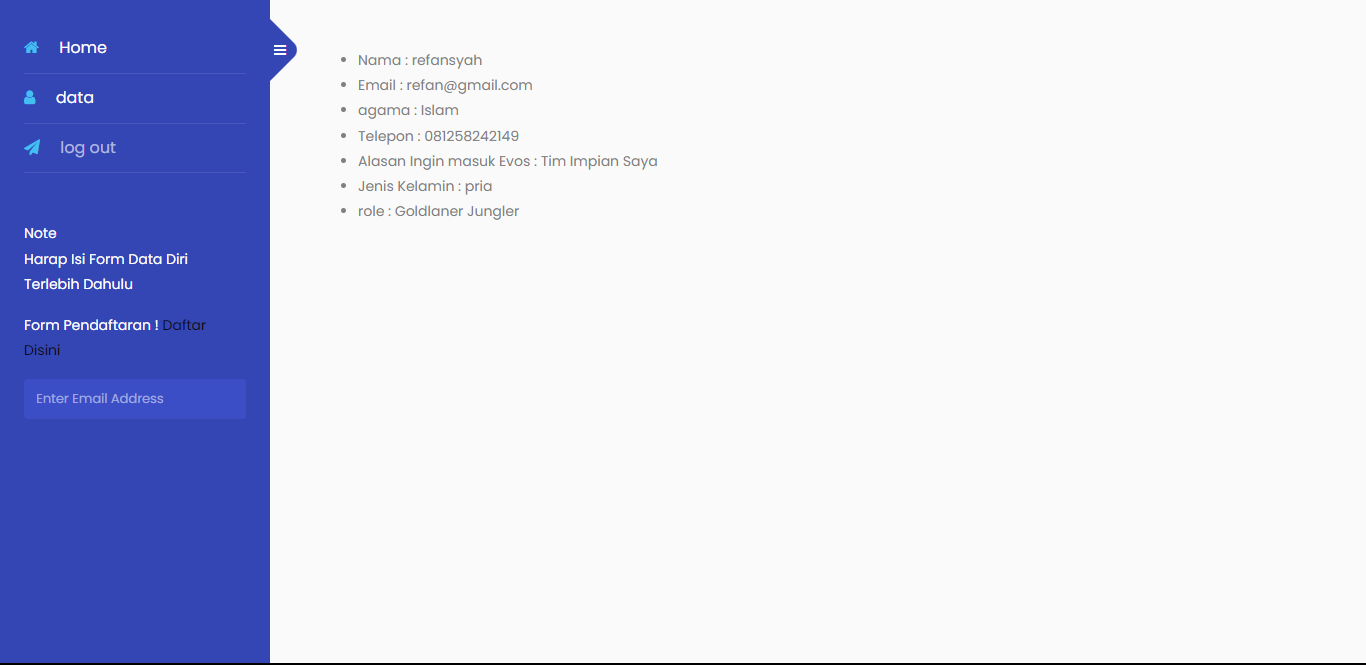 Home
data
log out
Note
Harap Isi Form Data Diri
Terlebih Dahulu
Form Pendaftaran ! Daftar
Disini
Enter Email Address
Nama : refansyah
Email : refan@gmail.com
agama : Islam
Telepon : 081258242149
Alasan Ingin masuk Evos : Tim Impian Saya
Jenis Kelamin : pria
role : Goldlaner Jungler